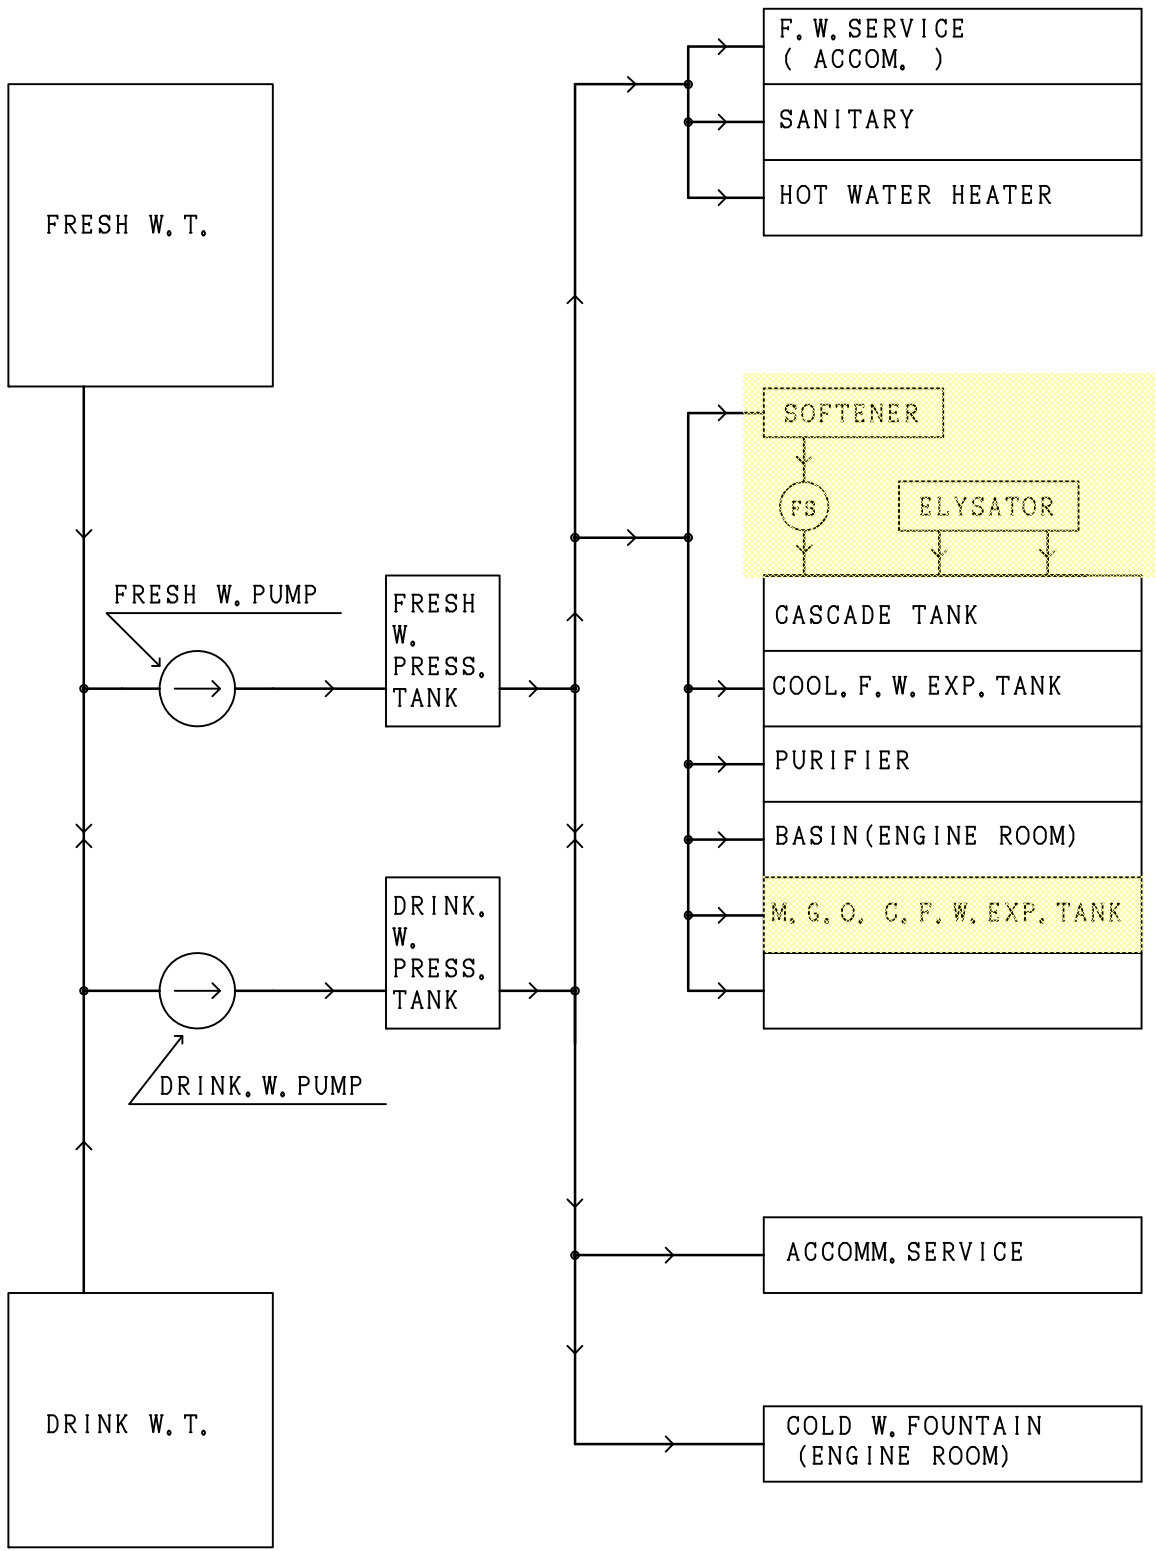 F.W.SERVICE
( ACCOM. )
SANITARY
HOT WATER HEATER
FRESH W.T.
SOFTENER
FS
ELYSATOR
FRESH W.PUMP
FRESH
W.
PRESS.
TANK
CASCADE TANK
COOL.F.W.EXP.TANK
PURIFIER
BASIN(ENGINE ROOM)
DRINK.
W.
PRESS.
TANK
M.G.O. C.F.W.EXP.TANK
DRINK.W.PUMP
ACCOMM.SERVICE
DRINK W.T.
COLD W.FOUNTAIN
(ENGINE ROOM)